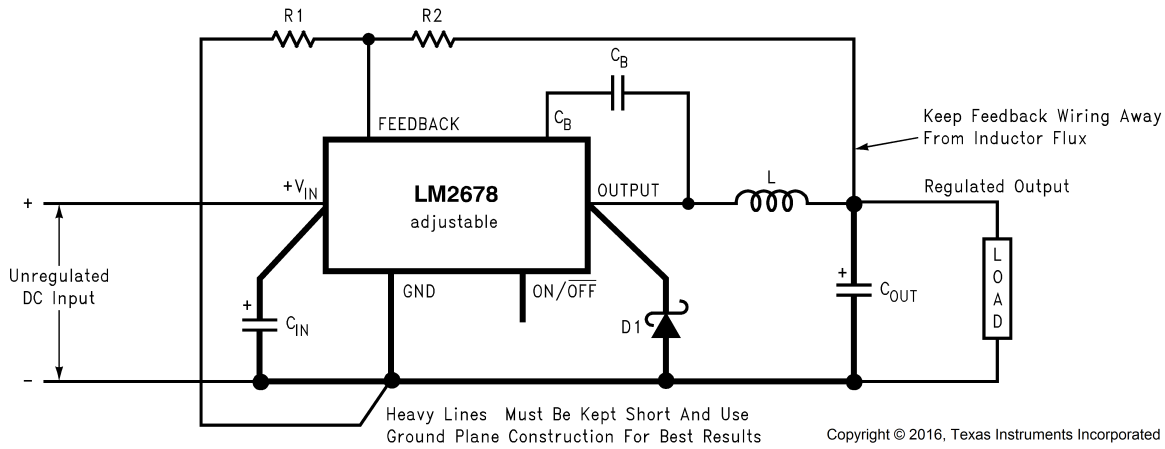 R1
R2
C_B
FEEDBACK
C_B
Keep Feedback Wiring Away
From Inductor Flux
+V_IN
LM2678
adjustable
OUTPUT
L
Regulated Output
+
Unregulated
DC Input
−
+
C_IN
GND
ON/O̅F̅F̅
D1
+
C_OUT
LOAD
Heavy Lines Must Be Kept Short And Use
Ground Plane Construction For Best Results
Copyright © 2016, Texas Instruments Incorporated